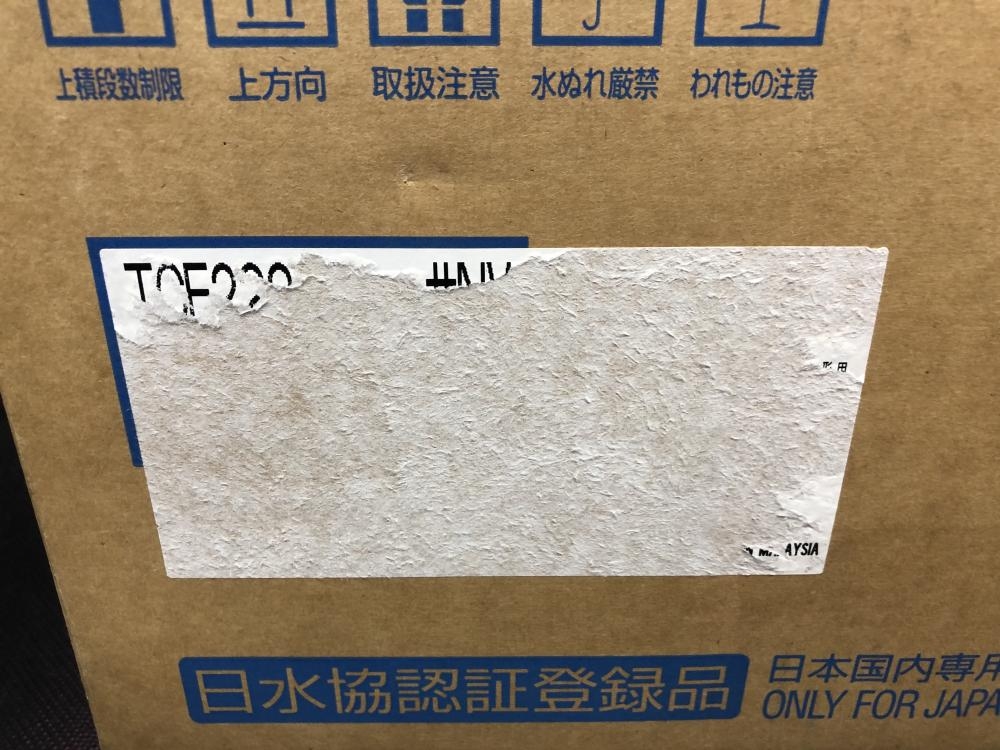 上積段数制限 上方向 取扱注意 水ぬれ厳禁 われもの注意
形用
MALAYSIA
日水協認証登録品
日本国内専用
ONLY FOR JAPA